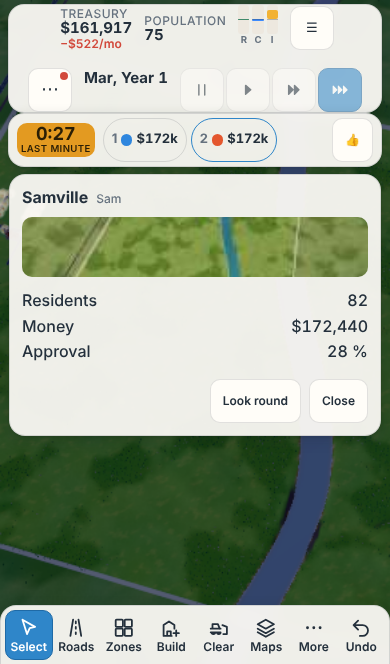 TREASURY
$161,917
−$522/mo
POPULATION
75
R C I
Mar, Year 1
0:27
LAST MINUTE
1 $172k
2 $172k
Samville Sam
Residents 82
Money $172,440
Approval 28 %
Look round Close
Select Roads Zones Build Clear Maps More Undo